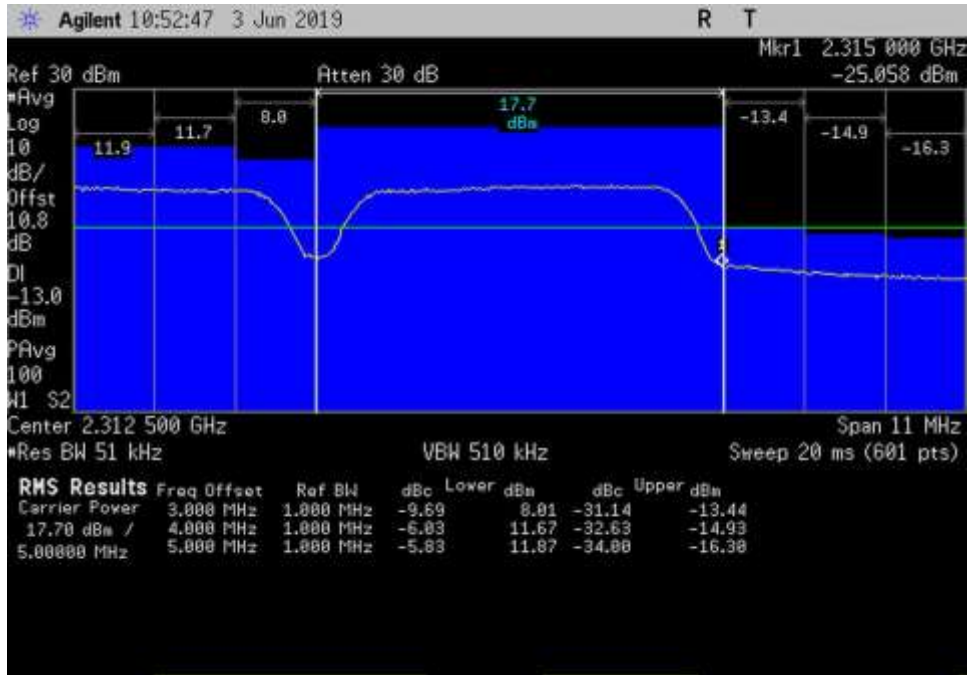 Agilent 10:52:47 3 Jun 2019 R T
Mkr1 2.315 000 GHz
Ref 30 dBm Atten 30 dB -25.058 dBm
#Avg
Log
10
dB/
Offst
10.8
dB
DI
-13.0
dBm
PAvg
100
W1 S2
11.9
11.7
8.0
17.7
dBm
-13.4
-14.9
-16.3
1
Center 2.312 500 GHz Span 11 MHz
#Res BW 51 kHz VBW 510 kHz Sweep 20 ms (601 pts)
RMS Results Freq Offset Ref BW dBc Lower dBm dBc Upper dBm
Carrier Power 3.000 MHz 1.000 MHz -9.69 8.01 -31.14 -13.44
17.70 dBm / 4.000 MHz 1.000 MHz -6.03 11.67 -32.63 -14.93
5.00000 MHz 5.000 MHz 1.000 MHz -5.83 11.87 -34.00 -16.30